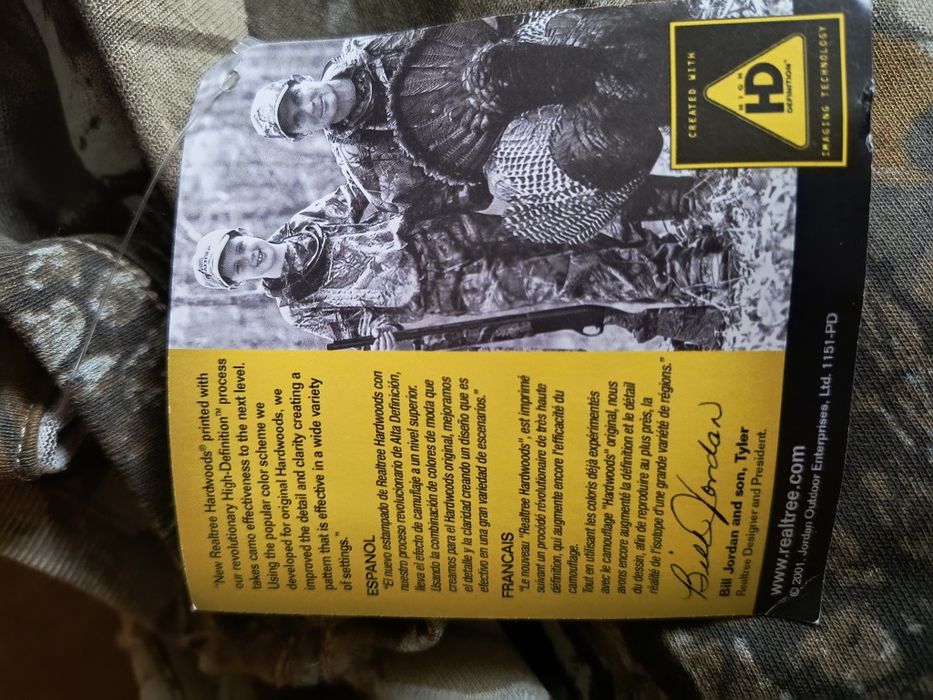 "New Realtree Hardwoods® printed with
our revolutionary High-Definition™ process
takes camo effectiveness to the next level.
Using the popular color scheme we
developed for original Hardwoods, we
improved the detail and clarity creating a
pattern that is effective in a wide variety
of settings."
ESPANOL
"El nuevo estampado de Realtree Hardwoods con
nuestro proceso revolucionario de Alta Definición,
lleva el efecto de camuflaje a un nivel superior.
Usando la combinación de colores de moda que
creamos para el Hardwoods original, mejoramos
el detalle y la claridad creando un diseño que es
efectivo en una gran variedad de escenarios."
FRANCAIS
"Le nouveau "Realtree Hardwoods", est imprimé
suivant un procédé révolutionaire de très haute
définition, qui augmente encore l'efficacité du
camouflage.
Tout en utilisant les coloris déjà expérimentés
avec le camouflage "Hardwoods" original, nous
avons encore augmenté la définition et le détail
du dessin, afin de reproduire au plus près, la
réalité de l'isotope d'une grande variété de régions."
Bill Jordan
Bill Jordan and son, Tyler
Realtree Designer and President.
www.realtree.com
© 2001, Jordan Outdoor Enterprises, Ltd. 1151-PD
CREATED WITH
HIGH
HD
DEFINITION™
IMAGING TECHNOLOGY